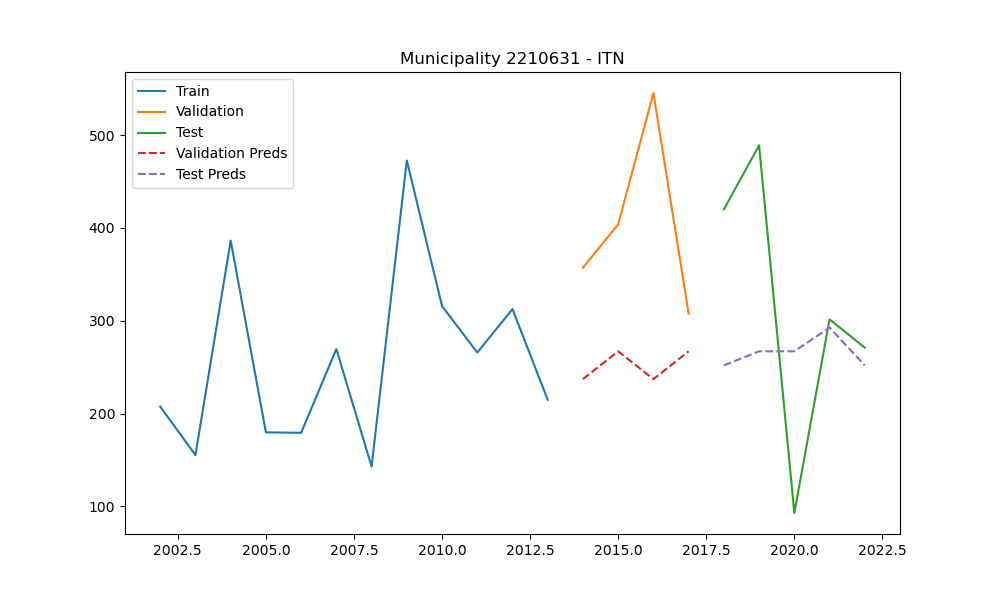 Municipality 2210631 - ITN
Train
Validation
Test
Validation Preds
Test Preds
500
400
300
200
100
2002.5 2005.0 2007.5 2010.0 2012.5 2015.0 2017.5 2020.0 2022.5